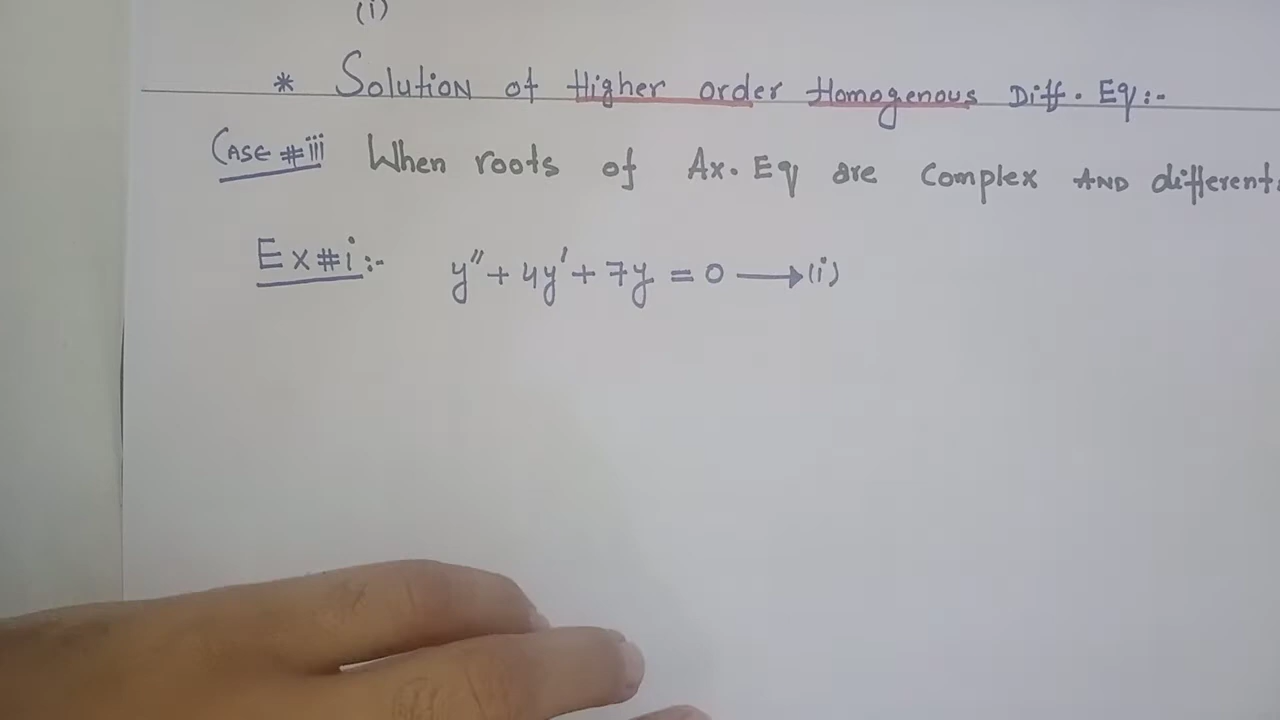 (i)
* Solution of Higher order Homogenous Diff. Eq:-
CASE #iii When roots of Ax. Eq are Complex AND different.
Ex#i:- y" + 4y' + 7y = 0 ⟶(i)